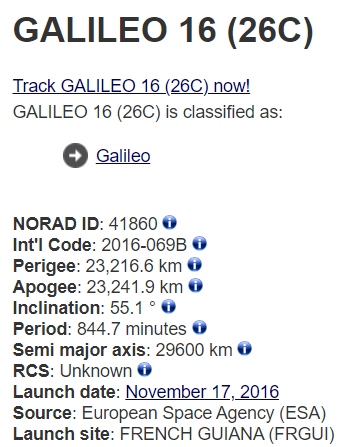 GALILEO 16 (26C)
Track GALILEO 16 (26C) now!
GALILEO 16 (26C) is classified as:
Galileo
NORAD ID: 41860
Int'l Code: 2016-069B
Perigee: 23,216.6 km
Apogee: 23,241.9 km
Inclination: 55.1 °
Period: 844.7 minutes
Semi major axis: 29600 km
RCS: Unknown
Launch date: November 17, 2016
Source: European Space Agency (ESA)
Launch site: FRENCH GUIANA (FRGUI)